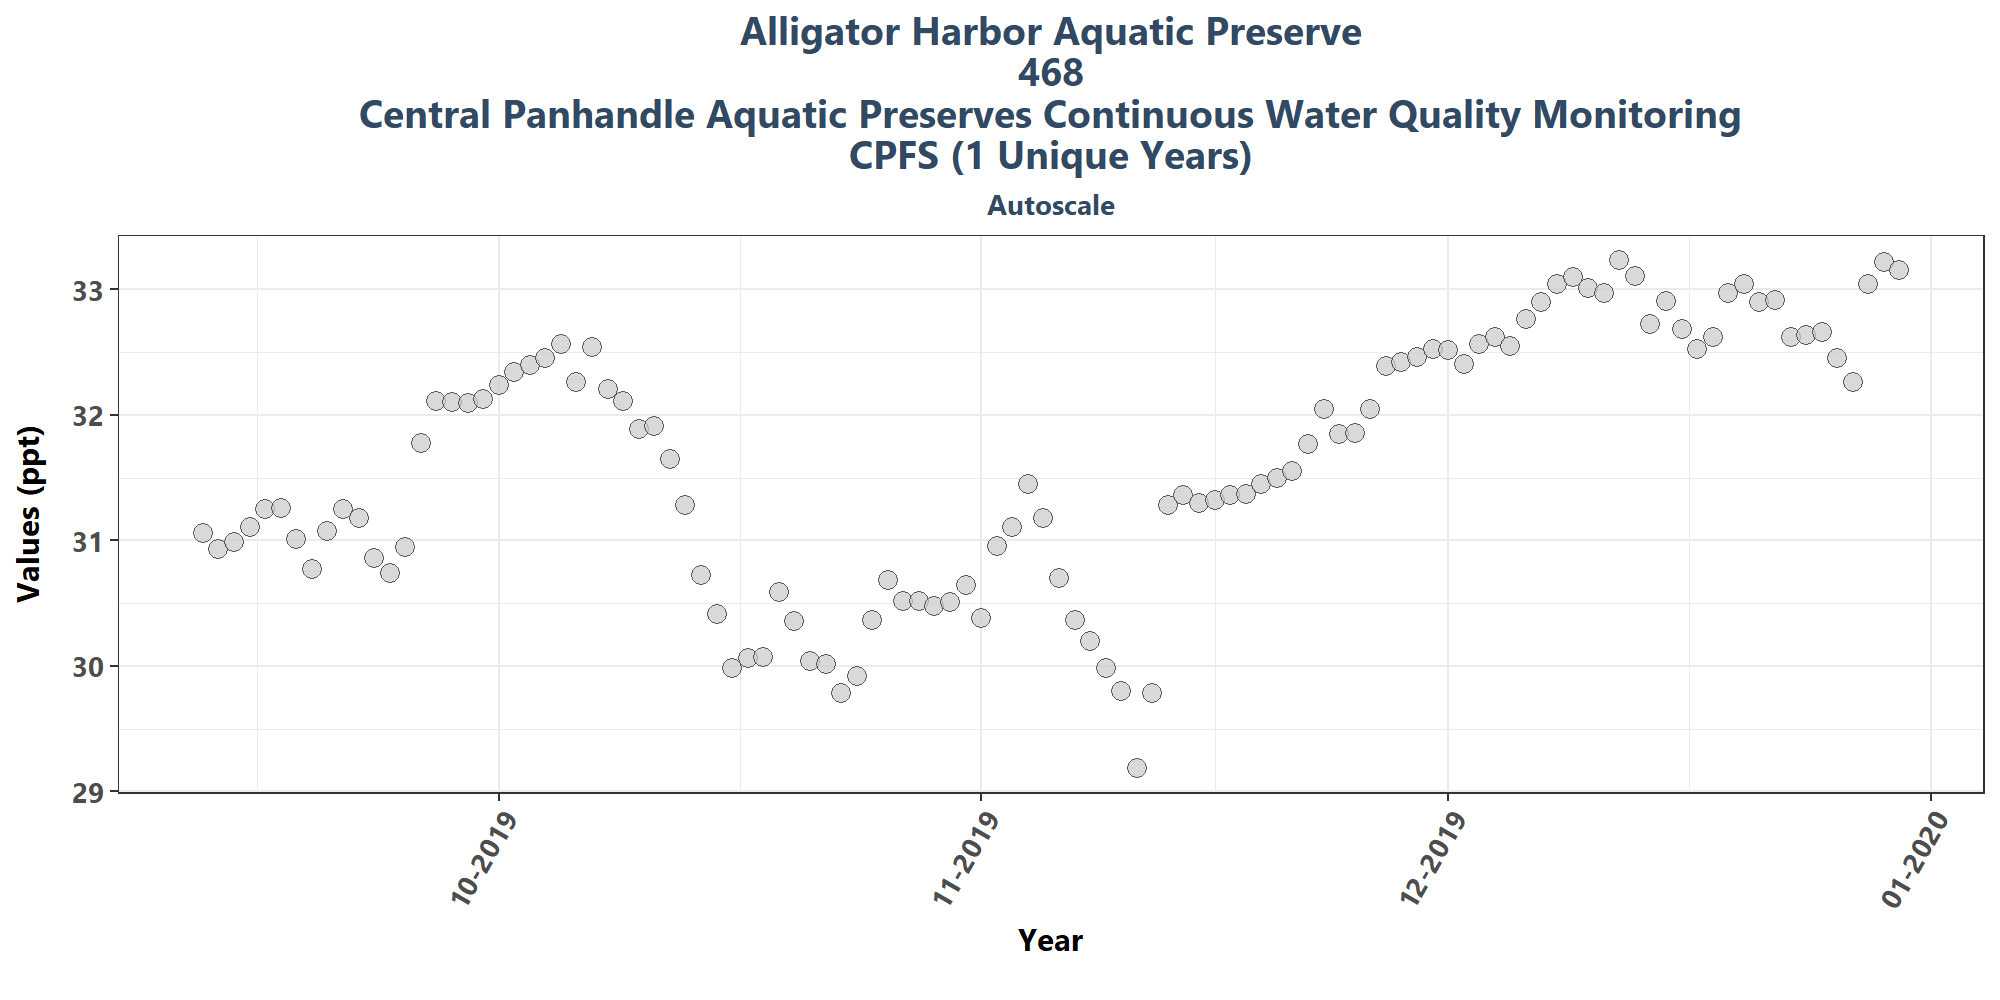 Alligator Harbor Aquatic Preserve
468
Central Panhandle Aquatic Preserves Continuous Water Quality Monitoring
CPFS (1 Unique Years)
Autoscale
Values (ppt)
33
32
31
30
29
10-2019
11-2019
12-2019
01-2020
Year